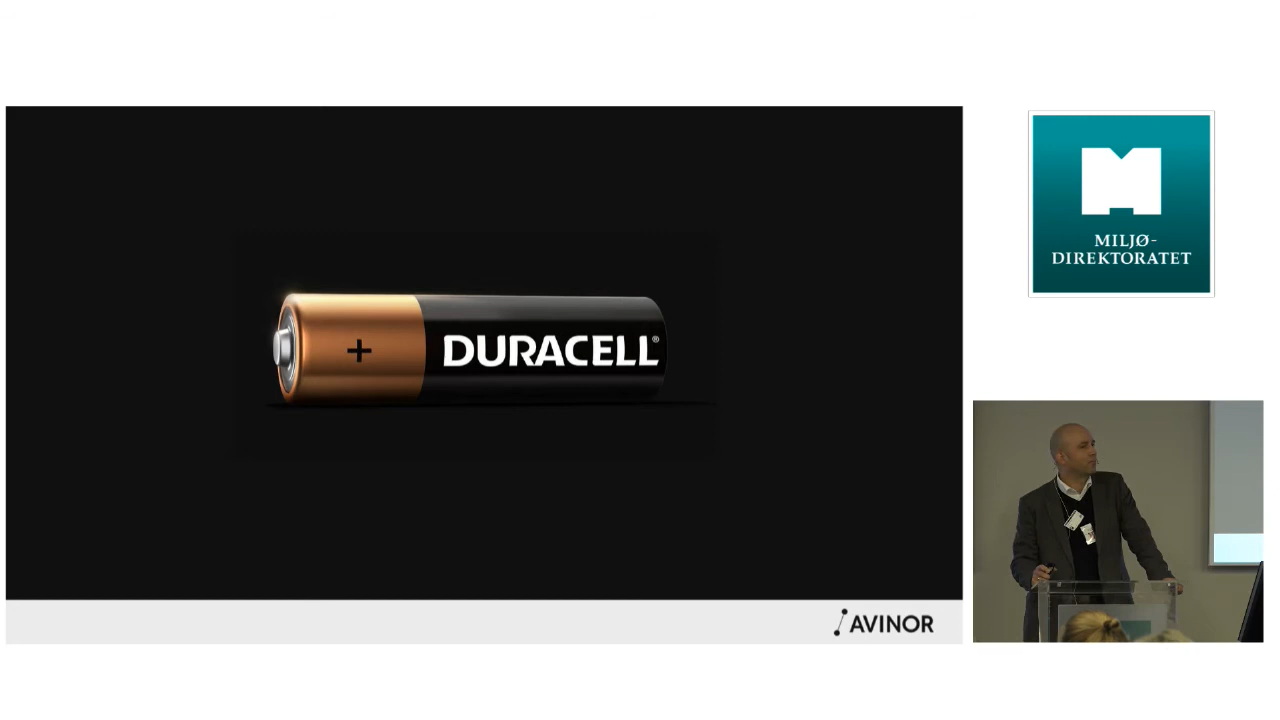 +
DURACELL®
AVINOR
MILJØ-
DIREKTORATET